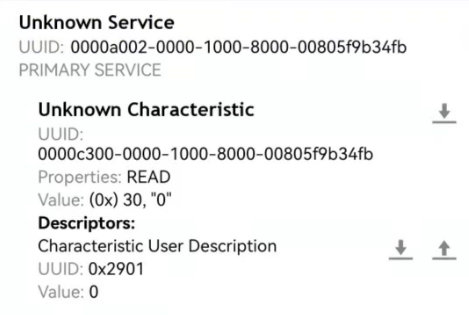 Unknown Service
UUID: 0000a002-0000-1000-8000-00805f9b34fb
PRIMARY SERVICE
Unknown Characteristic
UUID:
0000c300-0000-1000-8000-00805f9b34fb
Properties: READ
Value: (0x) 30, "0"
Descriptors:
Characteristic User Description
UUID: 0x2901
Value: 0